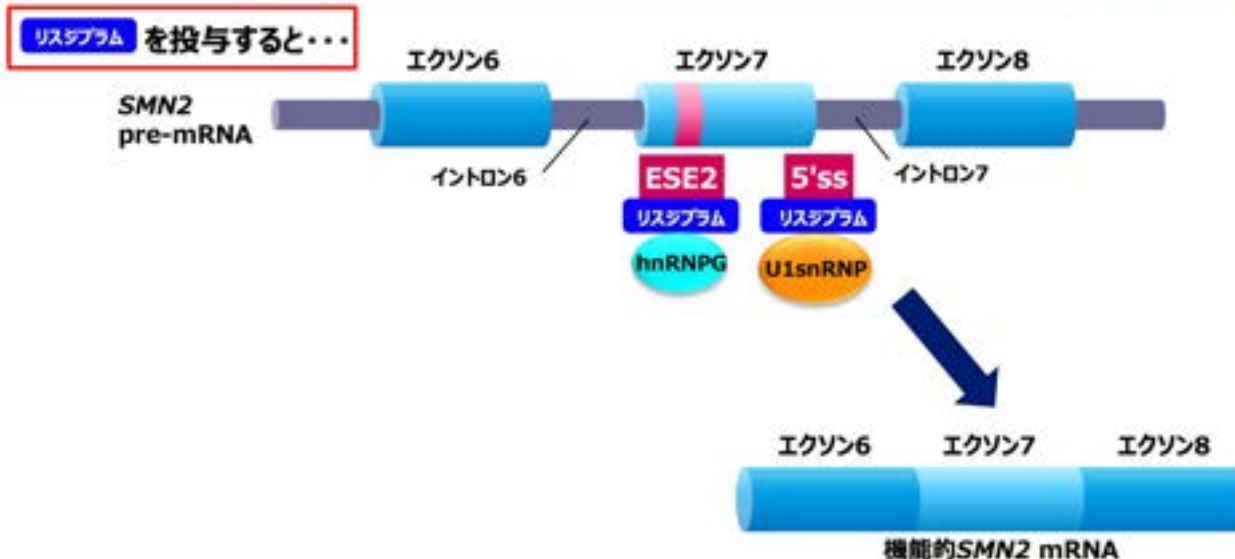 リスジプラム を投与すると・・・
エクソン6
エクソン7
エクソン8
SMN2
pre-mRNA
イントロン6
イントロン7
ESE2
5'ss
リスジプラム
リスジプラム
hnRNPG
U1snRNP
エクソン6
エクソン7
エクソン8
機能的SMN2 mRNA